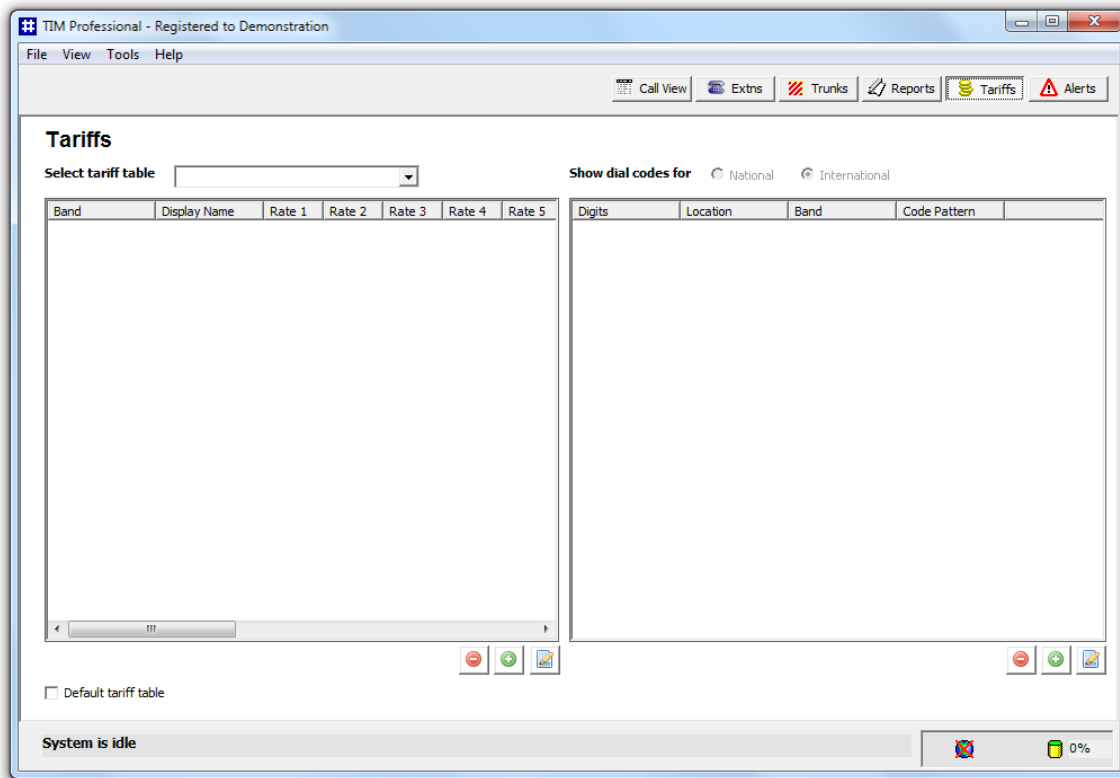 TIM Professional - Registered to Demonstration
File View Tools Help
Call View Extns Trunks Reports Tariffs Alerts
Tariffs
Select tariff table Show dial codes for National International
Band Display Name Rate 1 Rate 2 Rate 3 Rate 4 Rate 5 Digits Location Band Code Pattern
Default tariff table
System is idle 0%